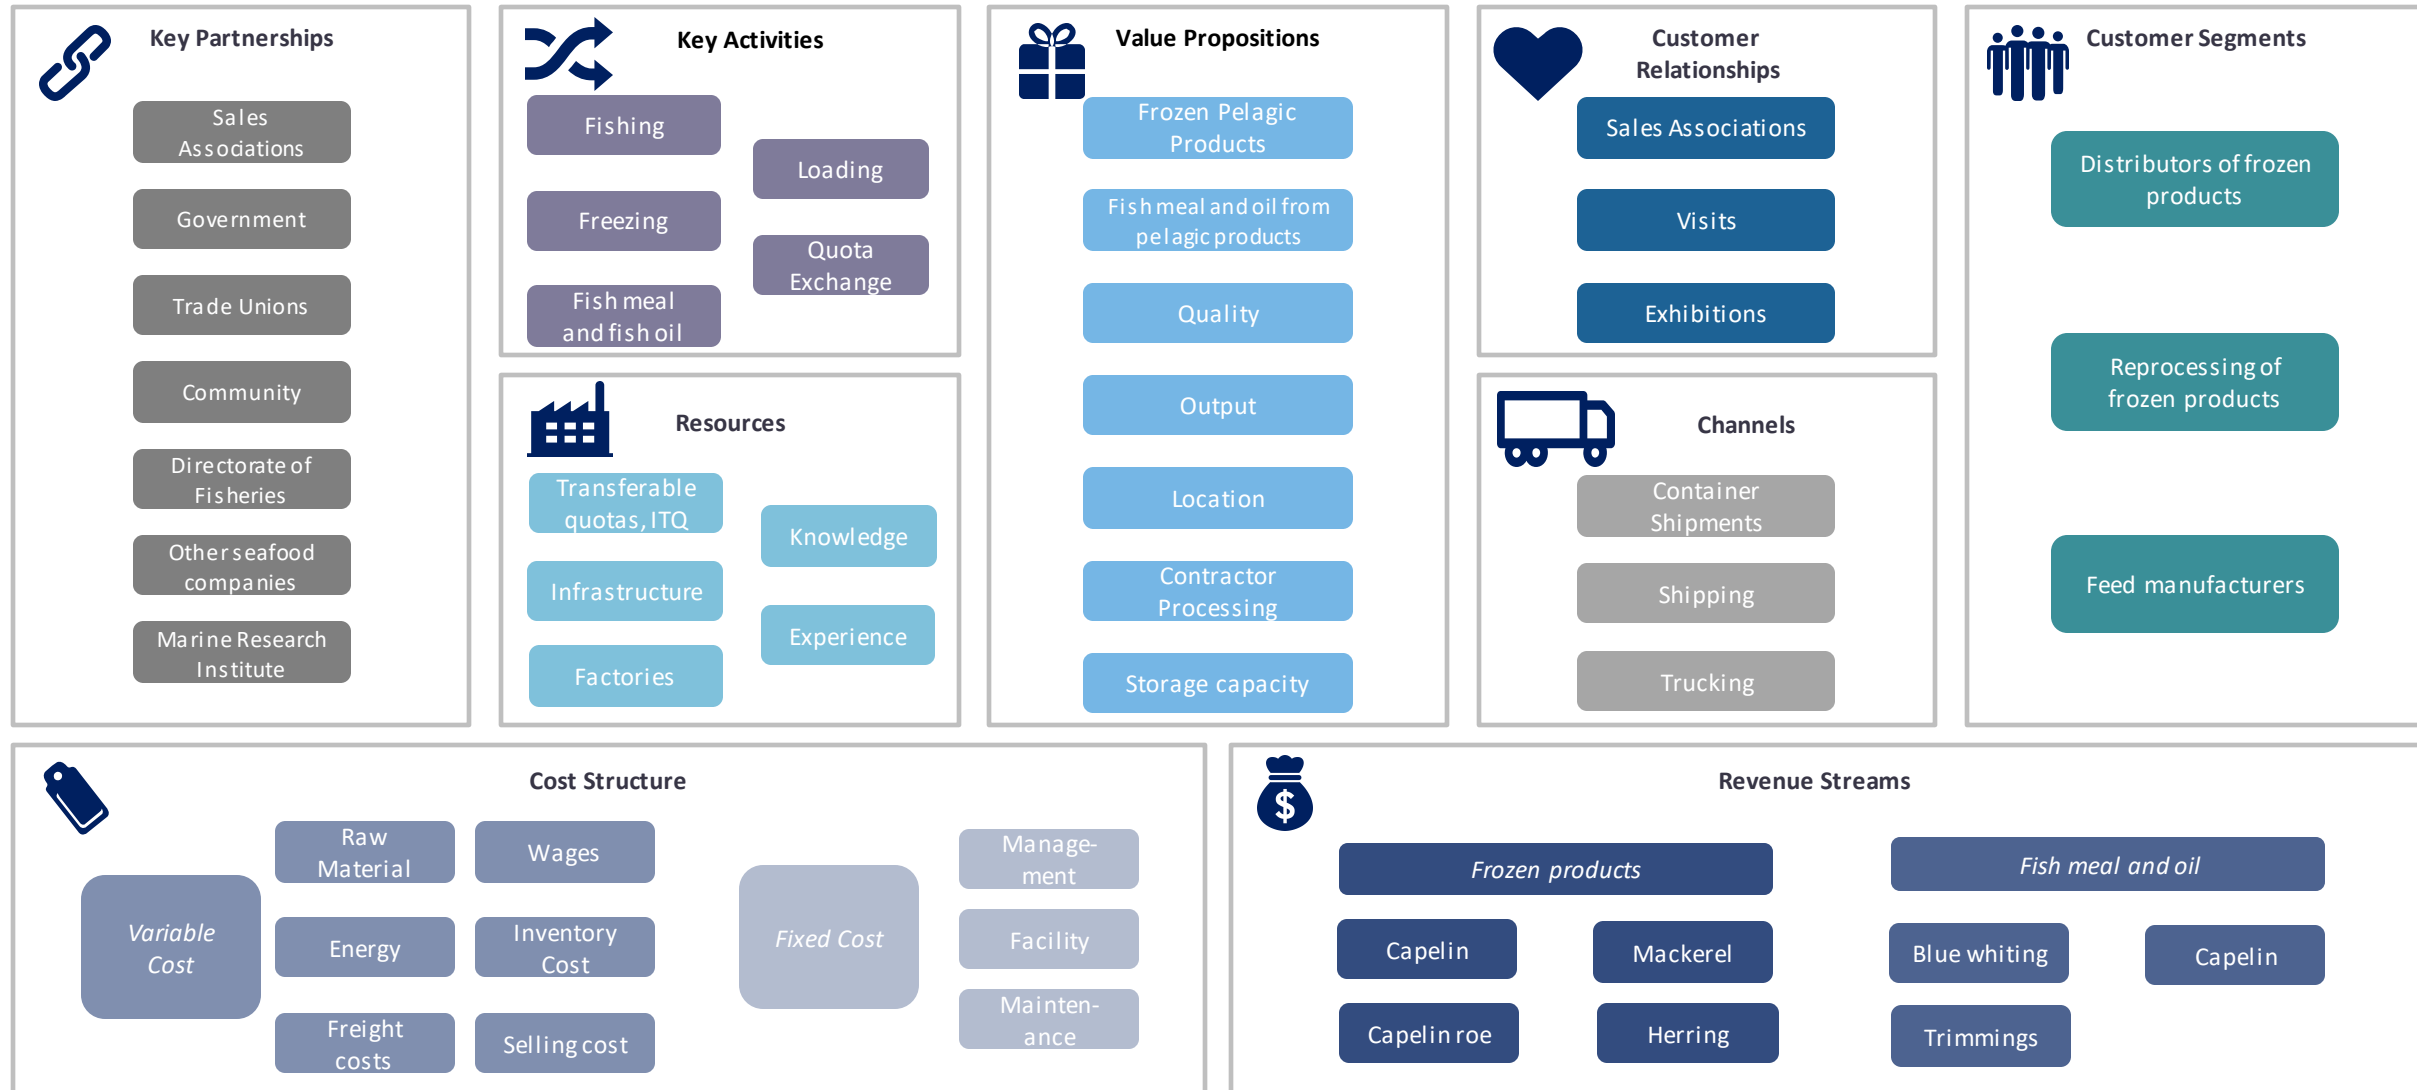 Key Partnerships
Sales
Associations
Government
Trade Unions
Community
Directorate of
Fisheries
Other seafood
companies
Marine Research
Institute
Key Activities
Fishing
Loading
Freezing
Quota
Exchange
Fish meal
and fish oil
Resources
Transferable
quotas, ITQ
Knowledge
Infrastructure
Experience
Factories
Value Propositions
Frozen Pelagic
Products
Fish meal and oil from
pelagic products
Quality
Output
Location
Contractor
Processing
Storage capacity
Customer
Relationships
Sales Associations
Visits
Exhibitions
Channels
Container
Shipments
Shipping
Trucking
Customer Segments
Distributors of frozen
products
Reprocessing of
frozen products
Feed manufacturers
Cost Structure
Variable
Cost
Raw
Material
Wages
Energy
Inventory
Cost
Freight
costs
Selling cost
Fixed Cost
Manage-
ment
Facility
Mainten-
ance
$
Revenue Streams
Frozen products
Capelin
Mackerel
Capelin roe
Herring
Fish meal and oil
Blue whiting
Capelin
Trimmings